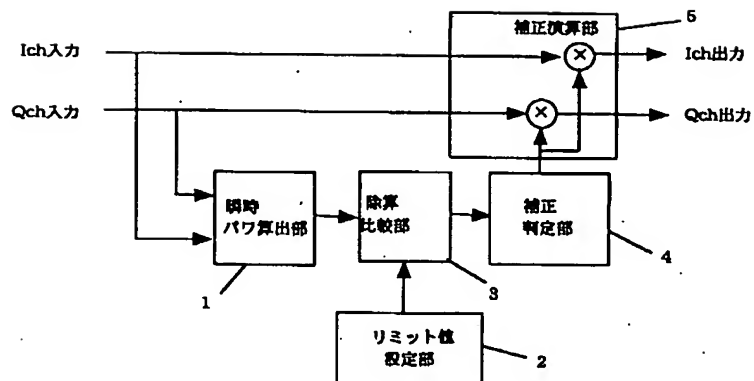 補正演算部
5
Ich入力
Ich出力
Qch入力
Qch出力
瞬時
パワ算出部
除算
比較部
補正
判定部
1
3
4
リミット値
設定部
2